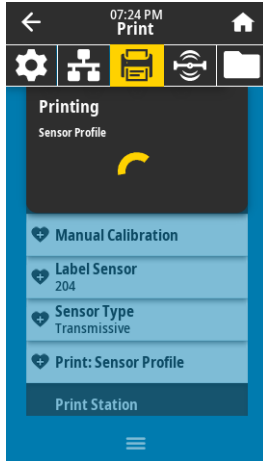 07:24 PM
Print
Printing
Sensor Profile
Manual Calibration
Label Sensor
204
Sensor Type
Transmissive
Print: Sensor Profile
Print Station